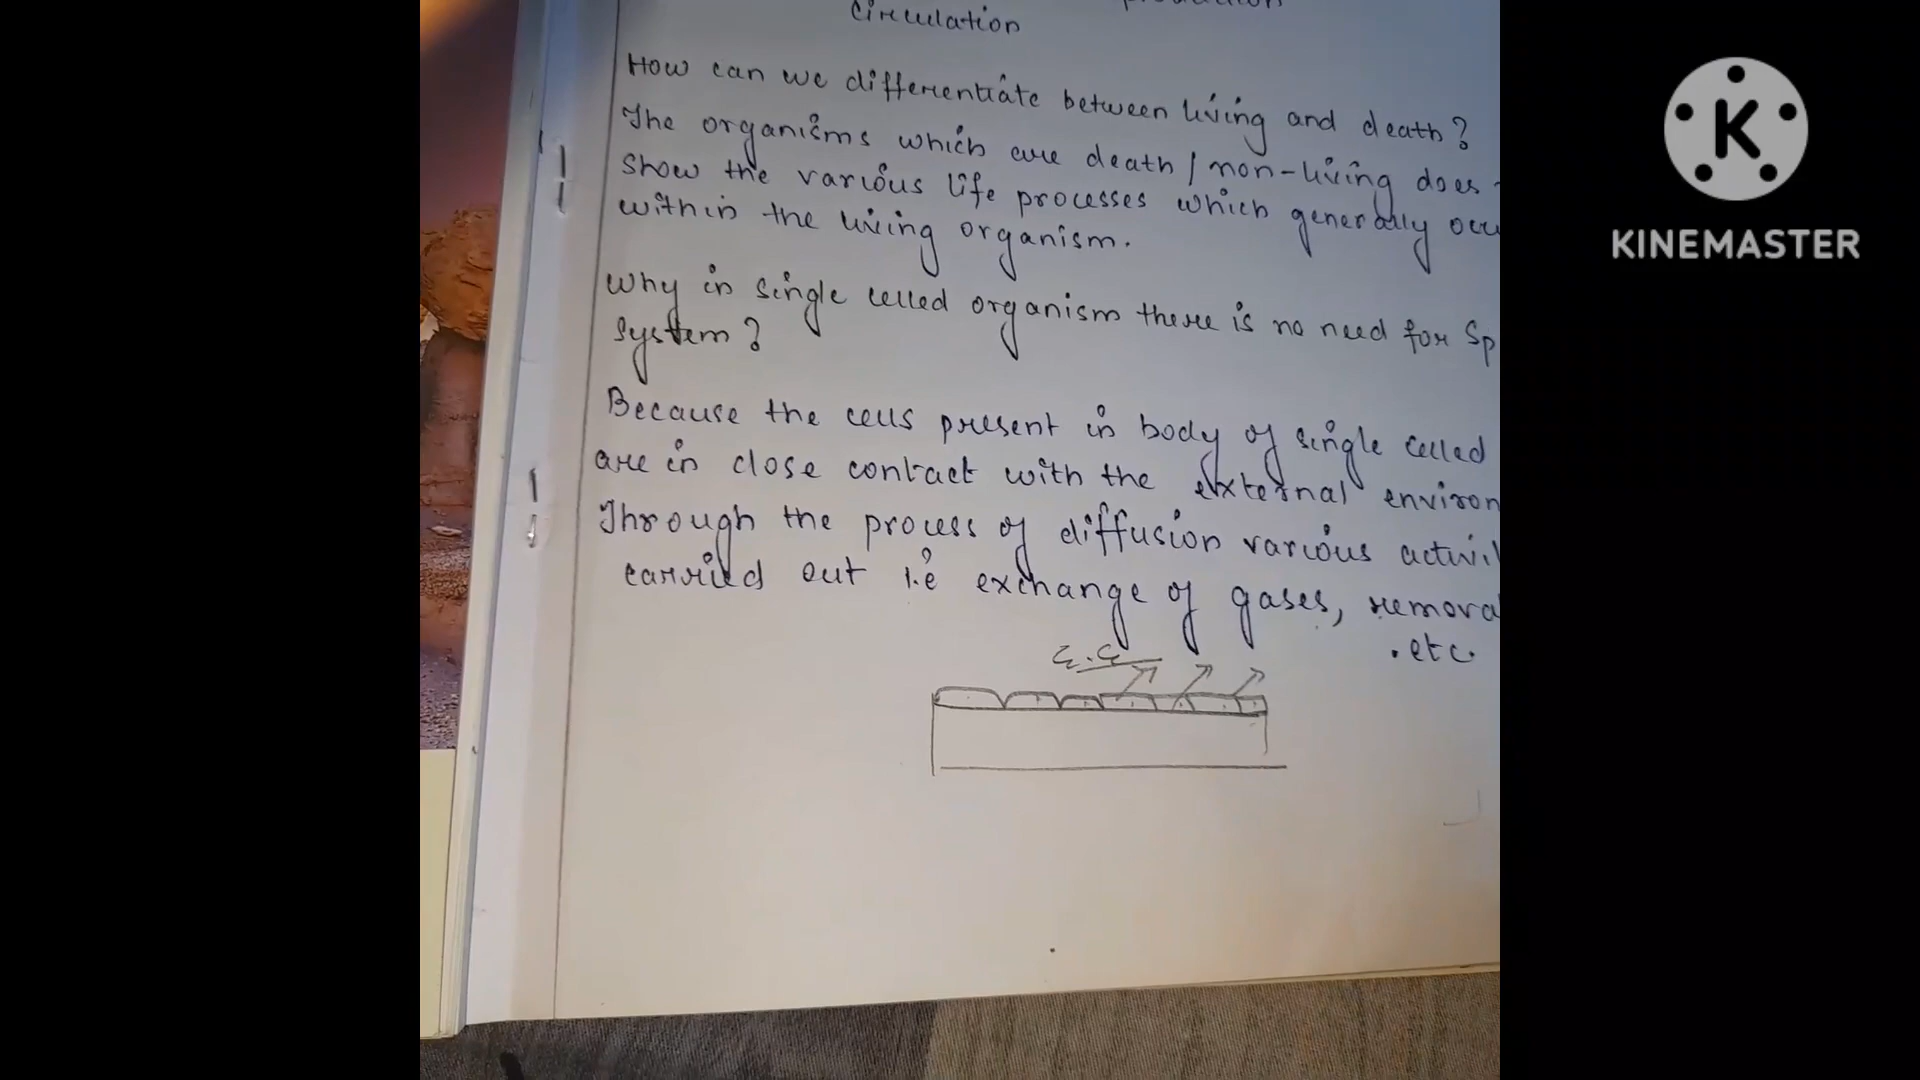 Circulation
How can we differentiate between living and death?
The organisms which are death / non-living does
show the various life processes which generally occu
within the living organism.
Why in single celled organism there is no need for Sp
System?
Because the cells present in body of single celled
are in close contact with the external environ
Through the process of diffusion various activi
carried out i.e exchange of gases, remova
.etc
K
KINEMASTER